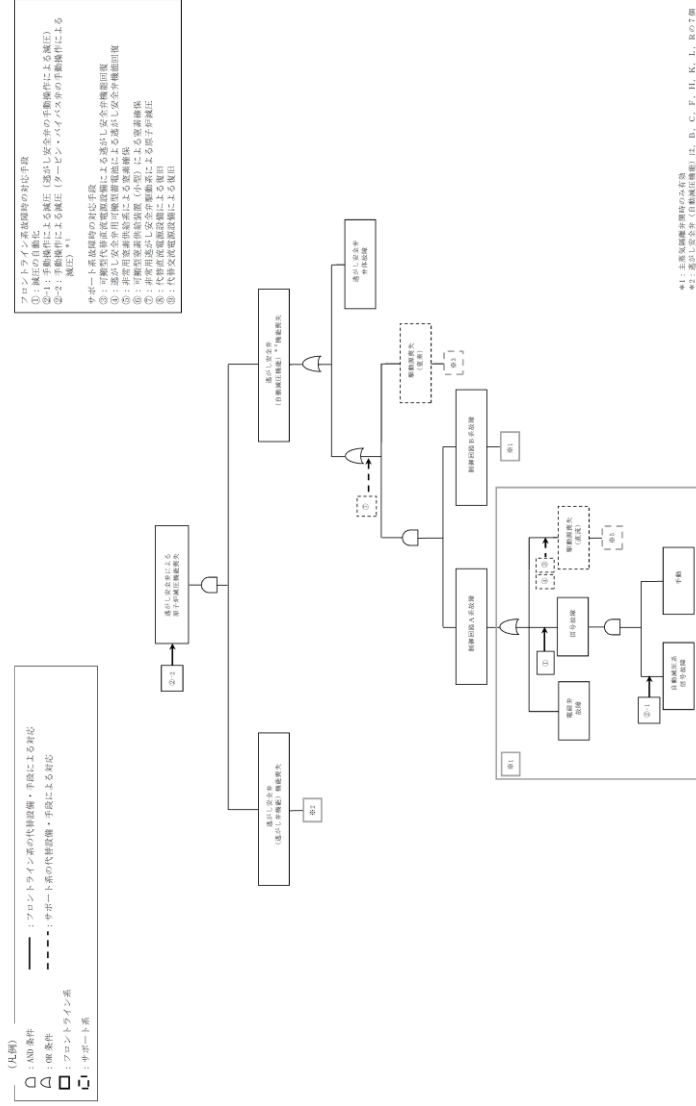 (凡例)
:AND 条件
:OR 条件
:フロントライン系
:サポート系
:フロントライン系の代替設備・手段による対応
:サポート系の代替設備・手段による対応
フロントライン系故障時の対応手段
①:減圧の自動化
②-1:手動操作による減圧(逃がし安全弁の手動操作による減圧)
②-2:手動操作による減圧(タービン・バイパス弁の手動操作による
減圧)*1
サポート系故障時の対応手段
③:可搬型代替直流電源設備による逃がし安全弁機能回復
④:逃がし安全弁用可搬型蓄電池による逃がし安全弁機能回復
⑤:非常用窒素供給系による窒素確保
⑥:可搬型窒素供給装置(小型)による窒素確保
⑦:非常用逃がし安全弁駆動系による原子炉減圧
⑧:代替直流電源設備による復旧
⑨:代替交流電源設備による復旧
②-2
逃がし安全弁による
原子炉減圧機能喪失
逃がし安全弁
(逃がし弁機能)機能喪失
※2
逃がし安全弁
(自動減圧機能)*2機能喪失
⑦
逃がし安全弁
弁体故障
駆動源喪失
(窒素)
※3
制御回路A系故障
制御回路B系故障
※1
※1
①
④
③
電磁弁
故障
信号故障
駆動源喪失
(直流)
※5
②-1
自動減圧系
信号故障
手動
*1:主蒸気隔離弁開時のみ有効
*2:逃がし安全弁(自動減圧機能)は、B,C,F,H,K,L,Rの7個